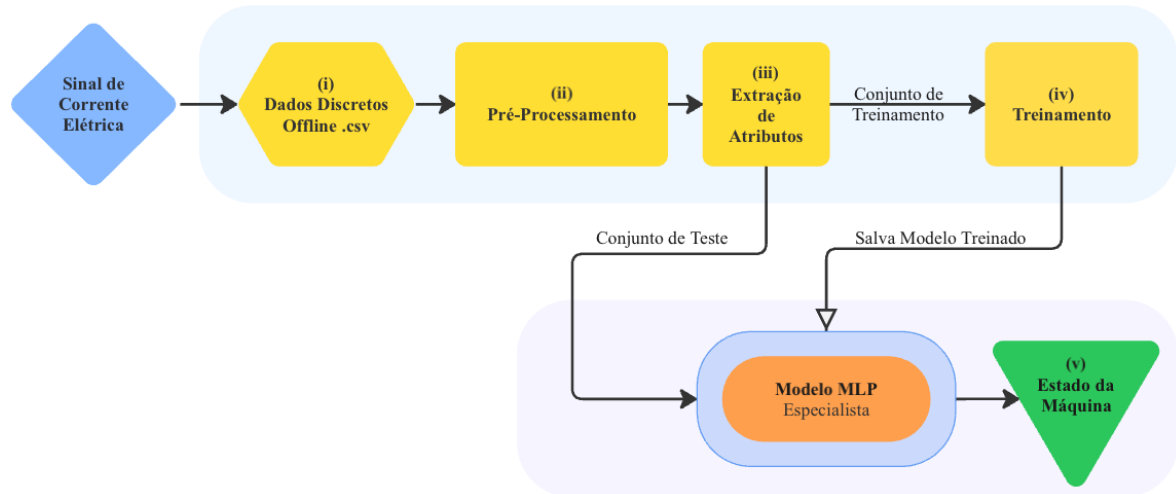 Sinal de
Corrente
Elétrica
(i)
Dados Discretos
Offline .csv
(ii)
Pré-Processamento
(iii)
Extração
de
Atributos
Conjunto de
Treinamento
(iv)
Treinamento
Conjunto de Teste
Salva Modelo Treinado
Modelo MLP
Especialista
(v)
Estado da
Máquina